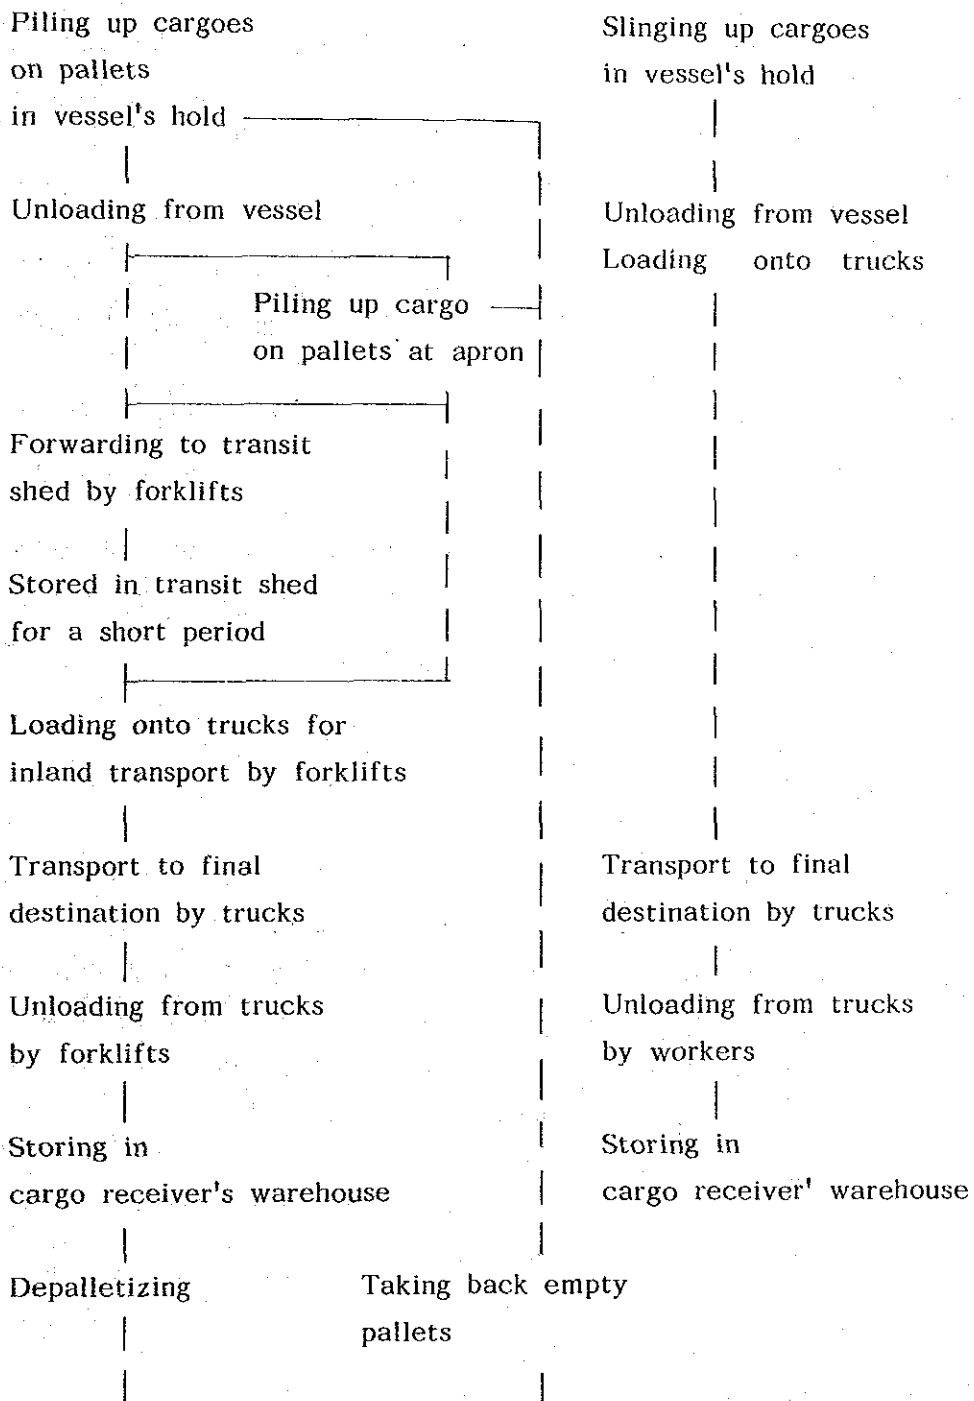 Piling up cargoes
on pallets
in vessel's hold
Unloading from vessel
Piling up cargo
on pallets at apron
Forwarding to transit
shed by forklifts
Stored in transit shed
for a short period
Loading onto trucks for
inland transport by forklifts
Transport to final
destination by trucks
Unloading from trucks
by forklifts
Storing in
cargo receiver's warehouse
Depalletizing
Taking back empty
pallets
Slinging up cargoes
in vessel's hold
Unloading from vessel
Loading onto trucks
Transport to final
destination by trucks
Unloading from trucks
by workers
Storing in
cargo receiver' warehouse